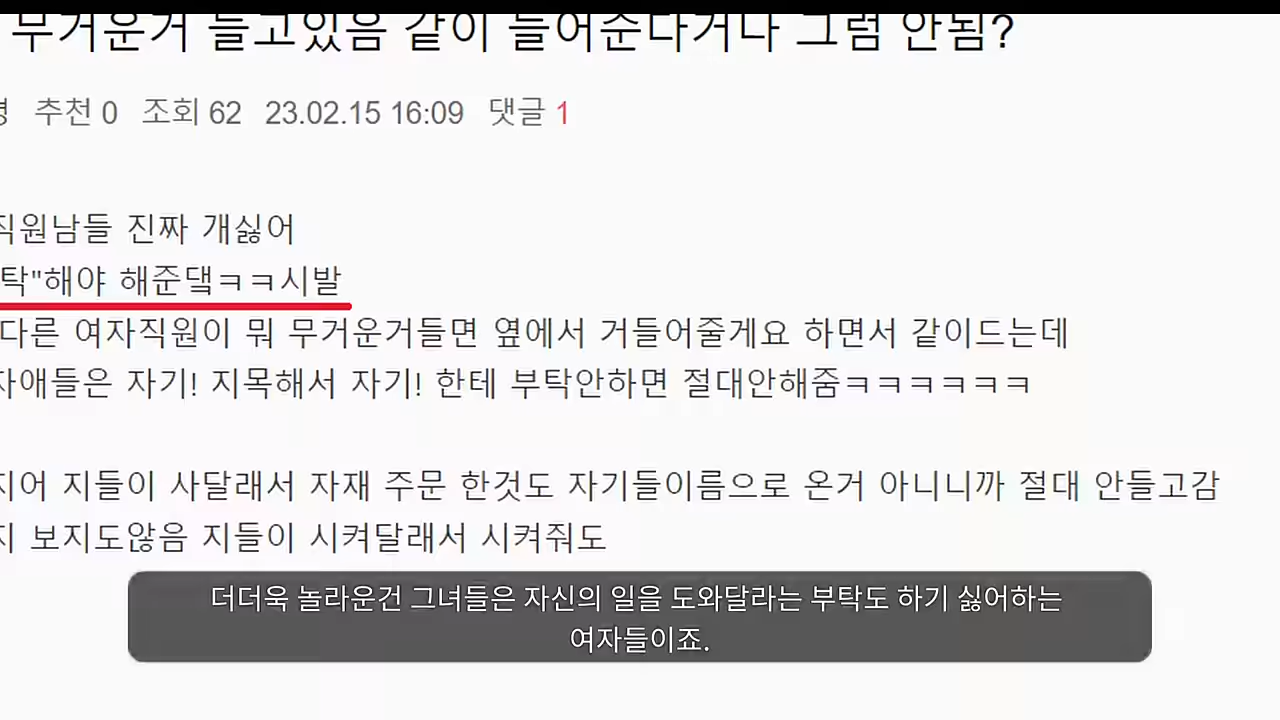 무거운거 들고있음 같이 들어준다거나 그럼 안됨?
추천 0 조회 62 23.02.15 16:09 댓글 1
직원남들 진짜 개싫어
탁"해야 해준댘ㅋㅋ시발
다른 여자직원이 뭐 무거운거들면 옆에서 거들어줄게요 하면서 같이드는데
자애들은 자기! 지목해서 자기! 한테 부탁안하면 절대안해줌ㅋㅋㅋㅋㅋㅋ
지어 지들이 사달래서 자재 주문 한것도 자기들이름으로 온거 아니니까 절대 안들고감
지 보지도않음 지들이 시켜달래서 시켜줘도
더더욱 놀라운건 그녀들은 자신의 일을 도와달라는 부탁도 하기 싫어하는
여자들이죠.